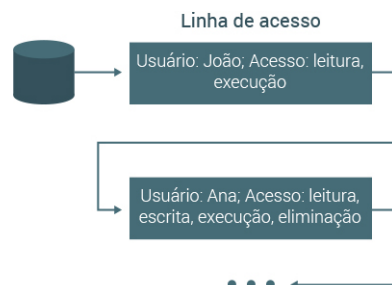 Linha de acesso
Usuário: João; Acesso: leitura,
execução
Usuário: Ana; Acesso: leitura,
escrita, execução, eliminação